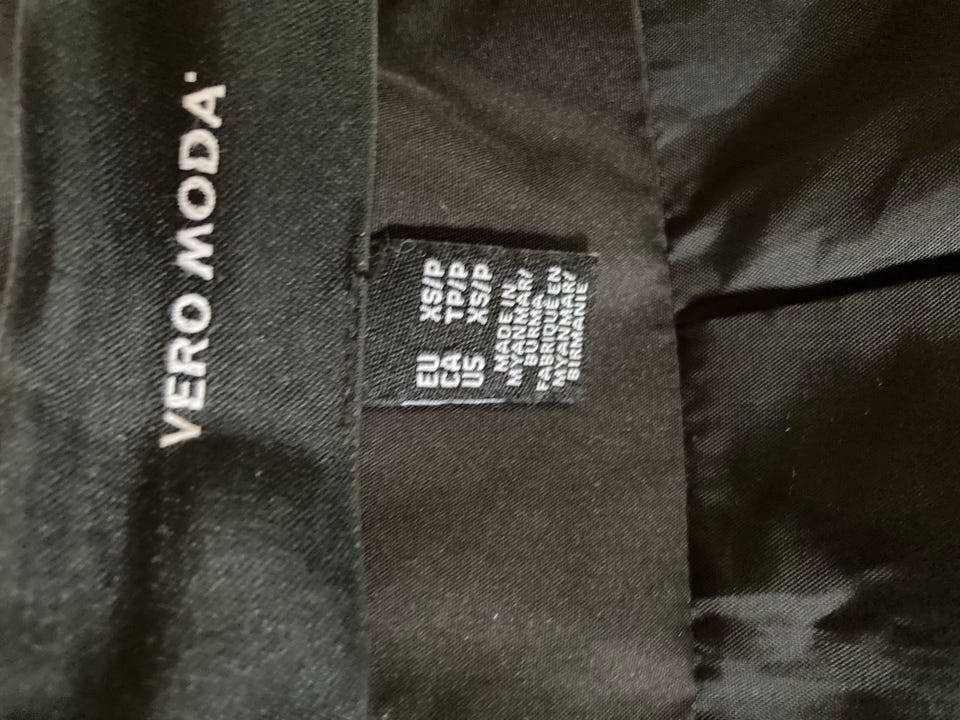 VERO MODA
EU XS/P
CA TP/P
US XS/P
MADE IN
MYANMAR/
BURMA
FABRIQUE EN
MYANMAR/
BIRMANIE